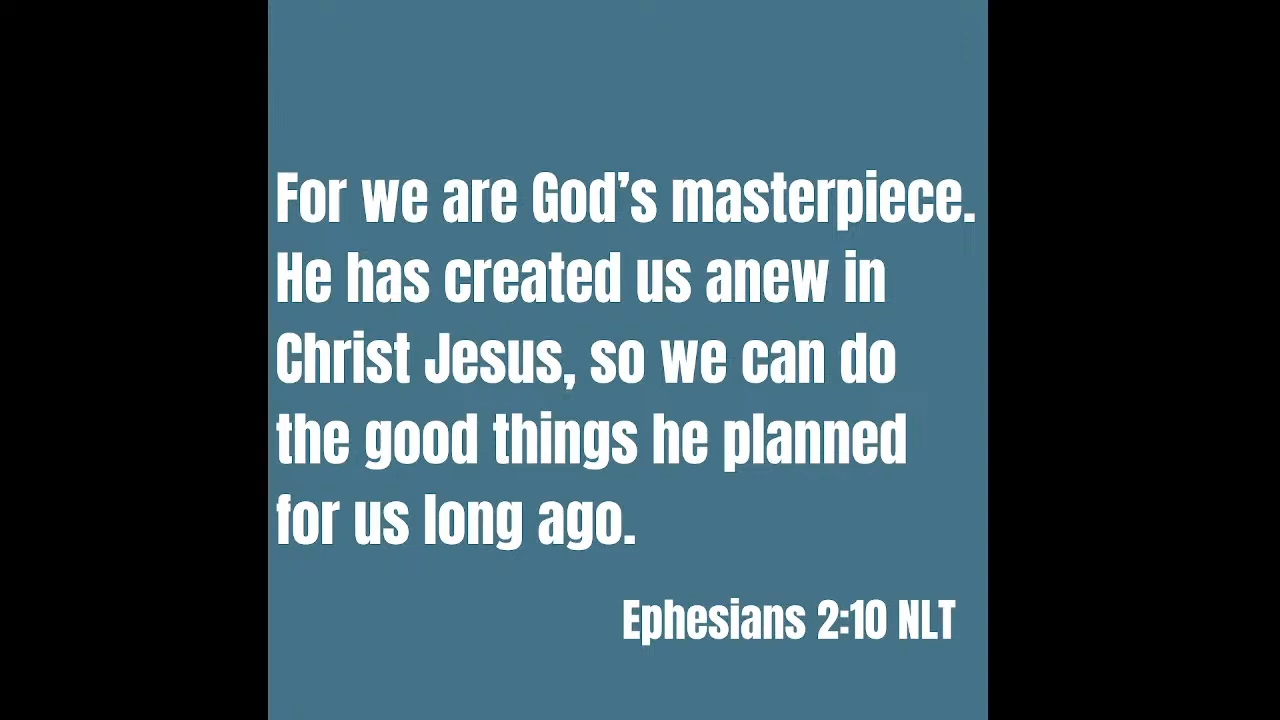 For we are God’s masterpiece.
He has created us anew in
Christ Jesus, so we can do
the good things he planned
for us long ago.
Ephesians 2:10 NLT